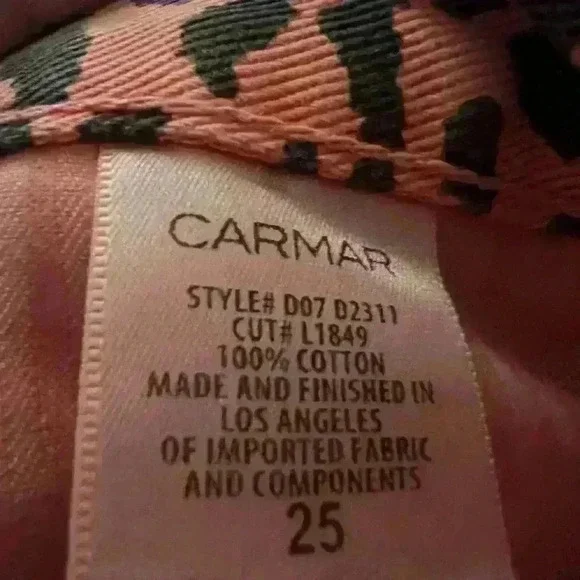 CARMAR
STYLE# D07 D2311
CUT# L1849
100% COTTON
MADE AND FINISHED IN
LOS ANGELES
OF IMPORTED FABRIC
AND COMPONENTS
25